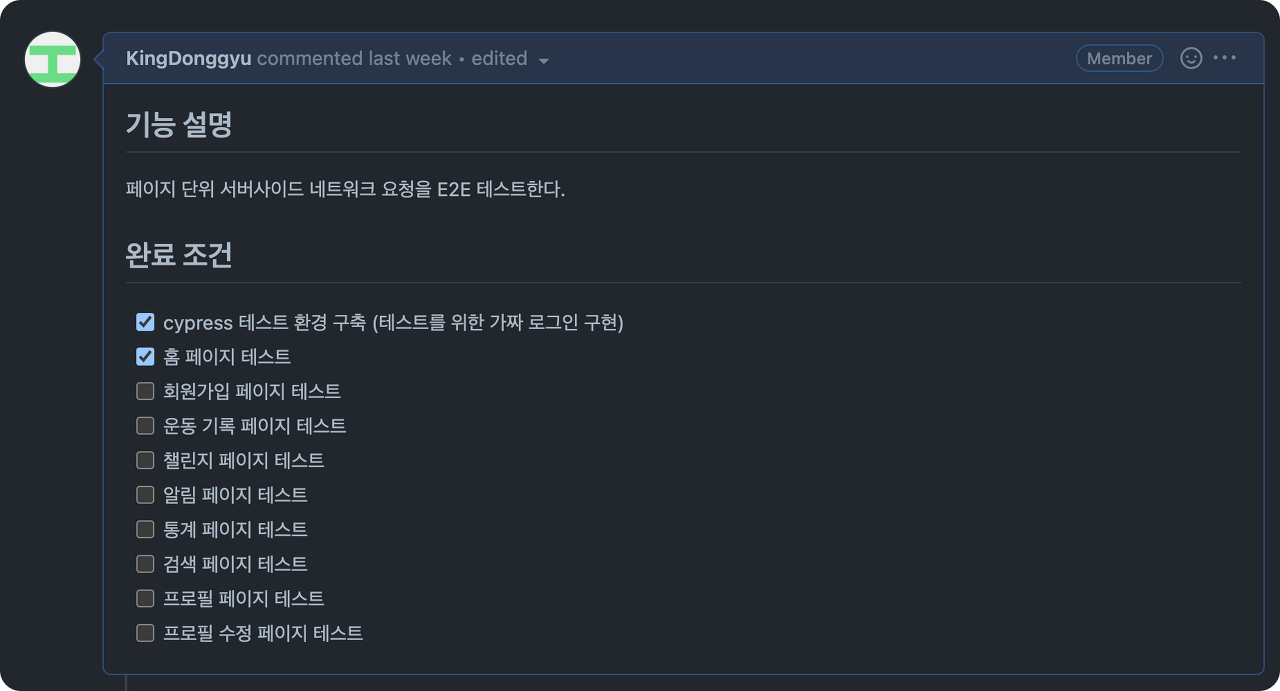 KingDonggyu commented last week • edited
Member
기능 설명
페이지 단위 서버사이드 네트워크 요청을 E2E 테스트한다.
완료 조건
cypress 테스트 환경 구축 (테스트를 위한 가짜 로그인 구현)
홈 페이지 테스트
회원가입 페이지 테스트
운동 기록 페이지 테스트
챌린지 페이지 테스트
알림 페이지 테스트
통계 페이지 테스트
검색 페이지 테스트
프로필 페이지 테스트
프로필 수정 페이지 테스트